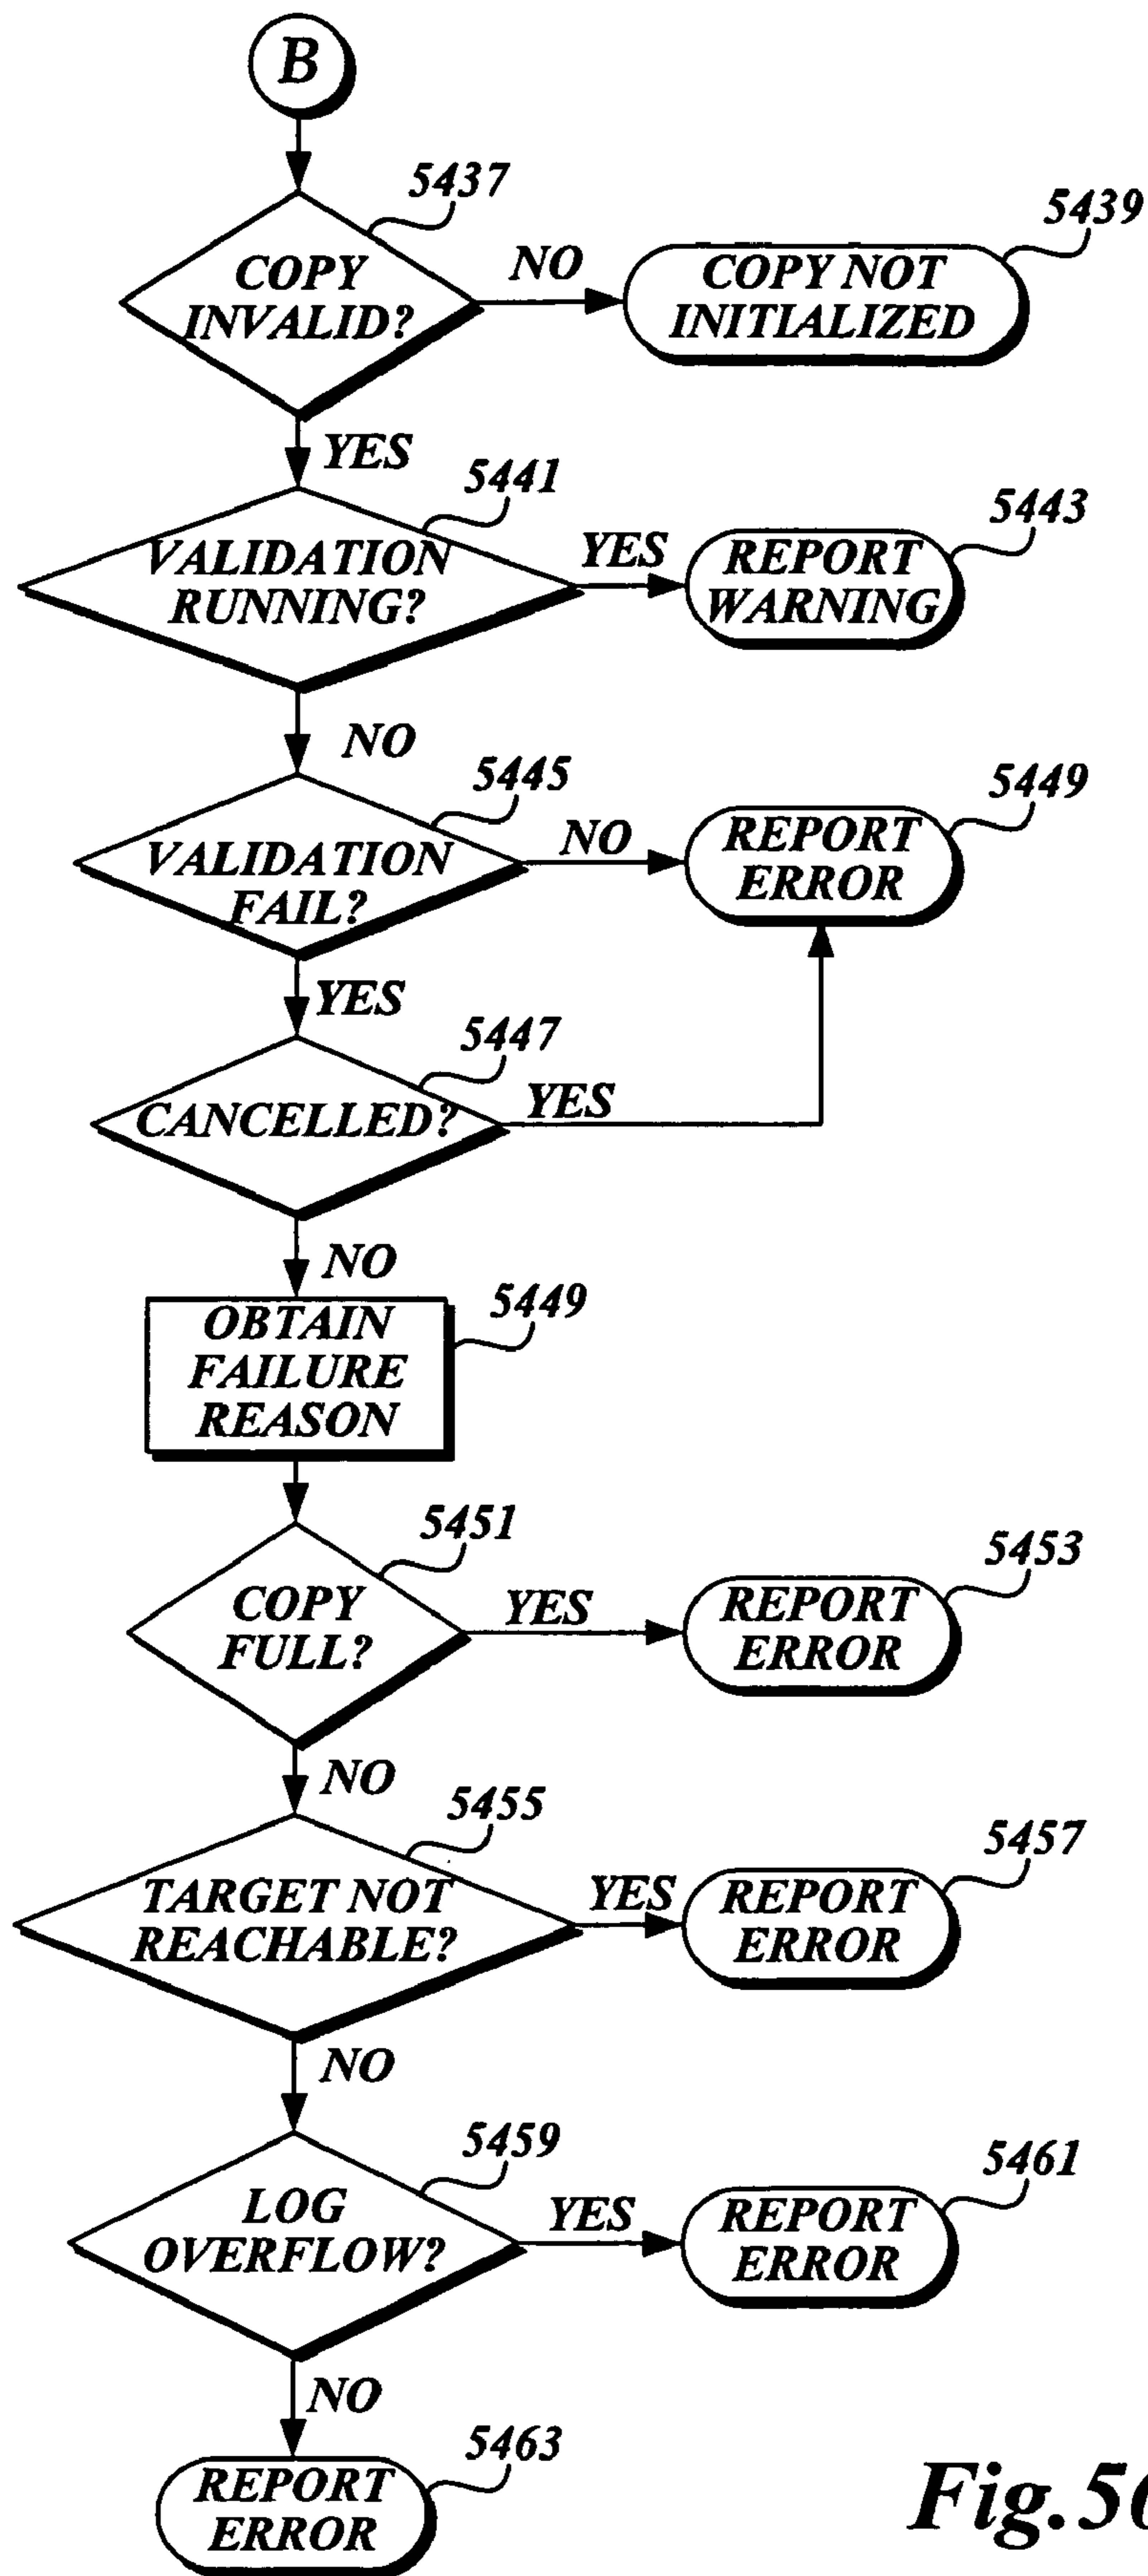 B
5437
COPY
INVALID?
NO
5439
COPY NOT
INITIALIZED
YES
5441
VALIDATION
RUNNING?
YES
5443
REPORT
WARNING
NO
5445
VALIDATION
FAIL?
NO
5449
REPORT
ERROR
YES
5447
CANCELLED?
YES
NO
5449
OBTAIN
FAILURE
REASON
5451
COPY
FULL?
YES
5453
REPORT
ERROR
NO
5455
TARGET NOT
REACHABLE?
YES
5457
REPORT
ERROR
NO
5459
LOG
OVERFLOW?
YES
5461
REPORT
ERROR
NO
5463
REPORT
ERROR